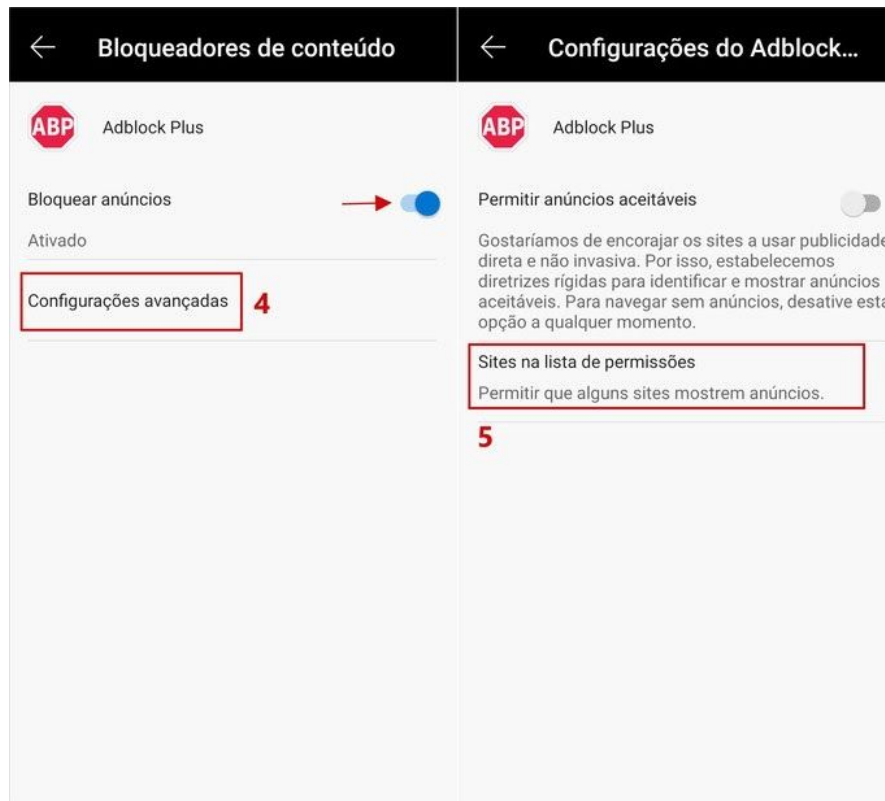 Bloqueadores de conteúdo
ABP Adblock Plus
Bloquear anúncios
Ativado
Configurações avançadas
4
Configurações do Adblock...
ABP Adblock Plus
Permitir anúncios aceitáveis
Gostaríamos de encorajar os sites a usar publicidade
direta e não invasiva. Por isso, estabelecemos
diretrizes rígidas para identificar e mostrar anúncios
aceitáveis. Para navegar sem anúncios, desative esta
opção a qualquer momento.
Sites na lista de permissões
Permitir que alguns sites mostrem anúncios.
5